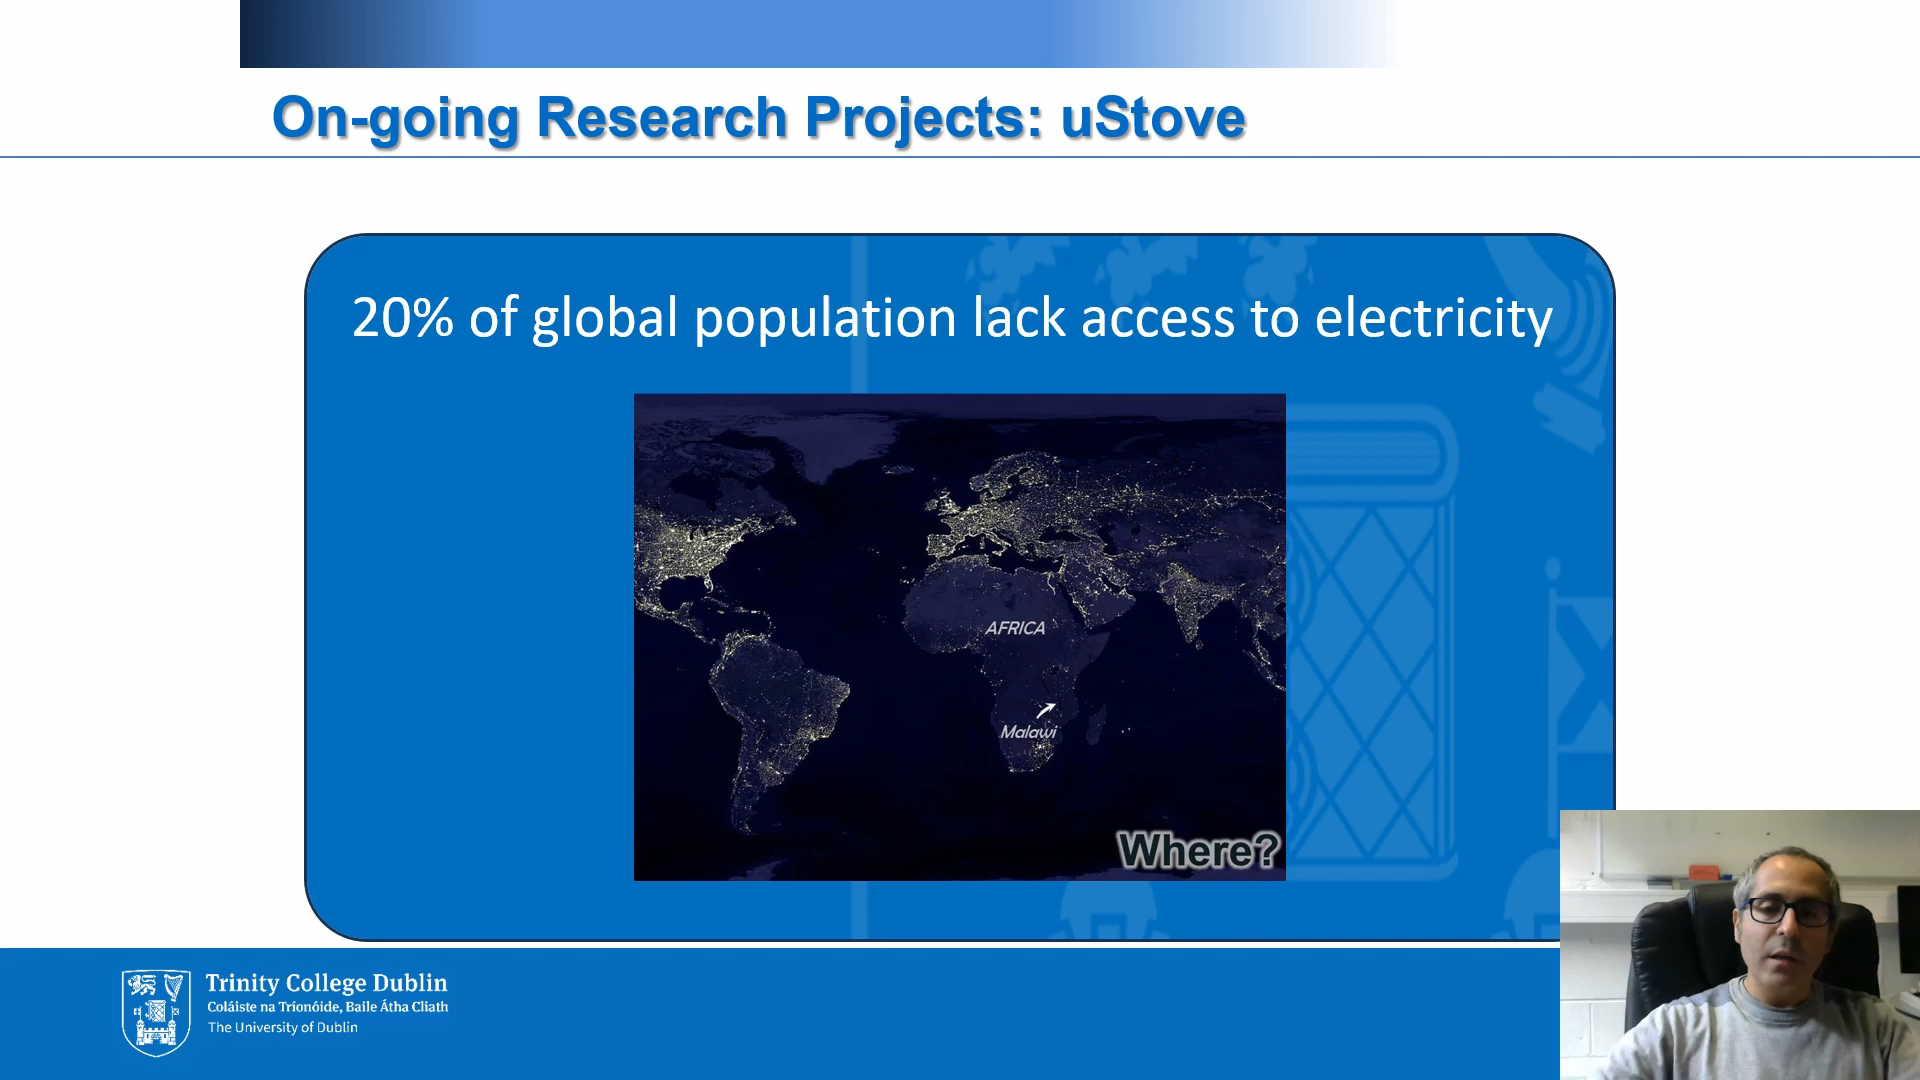 On-going Research Projects: uStove
20% of global population lack access to electricity
AFRICA
Malawi
Where?
Trinity College Dublin
Coláiste na Tríonóide, Baile Átha Cliath
The University of Dublin